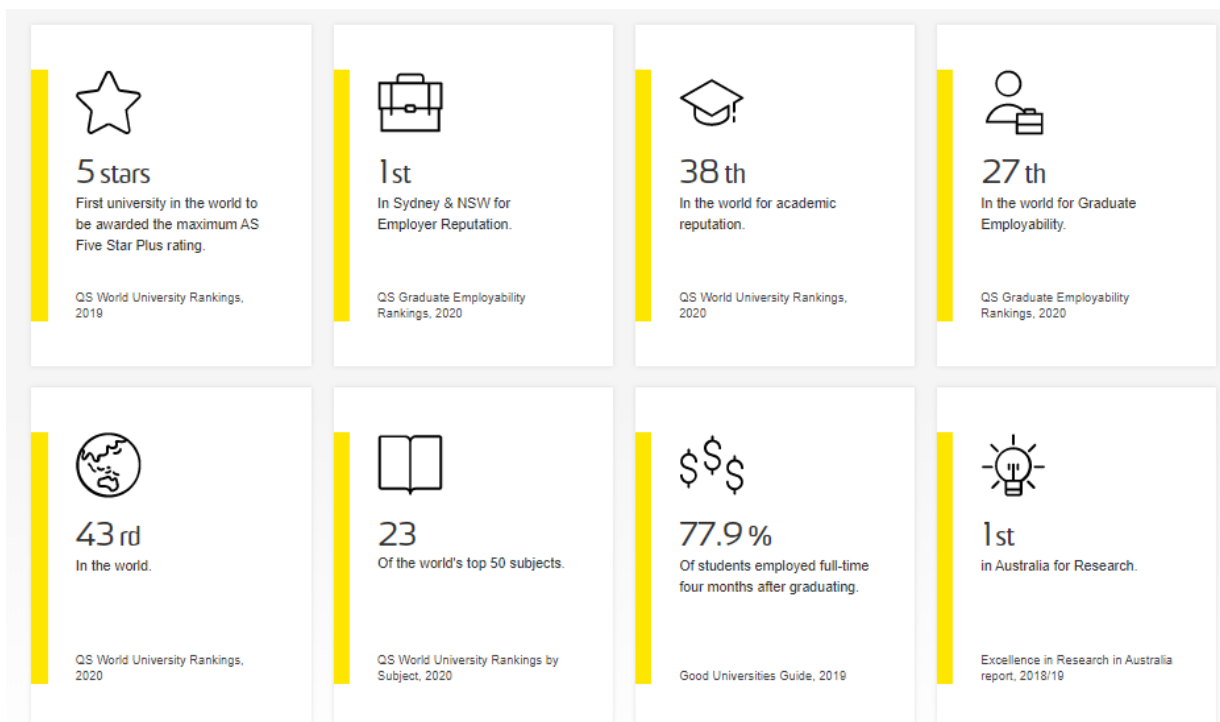 5 stars
First university in the world to
be awarded the maximum AS
Five Star Plus rating.
QS World University Rankings,
2019
1st
In Sydney & NSW for
Employer Reputation.
QS Graduate Employability
Rankings, 2020
38 th
In the world for academic
reputation.
QS World University Rankings,
2020
27 th
In the world for Graduate
Employability.
QS Graduate Employability
Rankings, 2020
43 rd
In the world.
QS World University Rankings,
2020
23
Of the world's top 50 subjects.
QS World University Rankings by
Subject, 2020
$$$
77.9 %
Of students employed full-time
four months after graduating.
Good Universities Guide, 2019
1st
in Australia for Research.
Excellence in Research in Australia
report, 2018/19